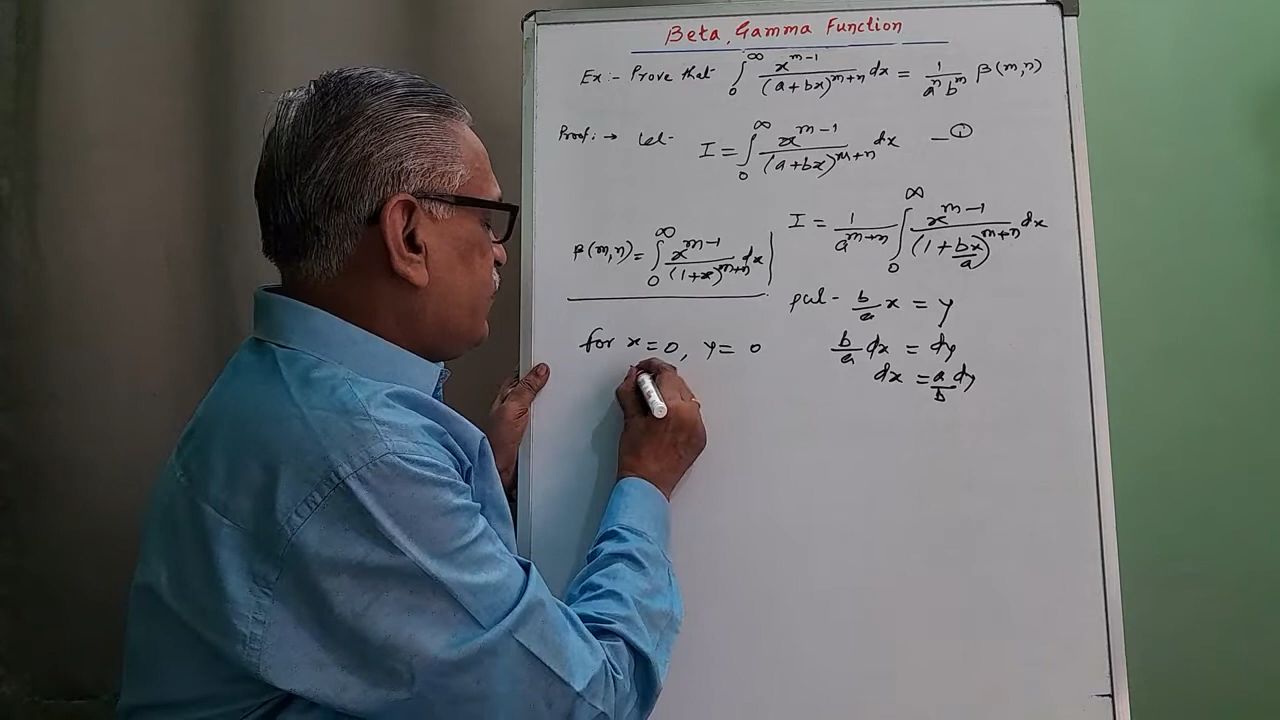 Beta, Gamma Function
Ex:- Prove that ∫₀^∞ x^(m-1)/(a+bx)^(m+n) dx = 1/(a^n b^m) β(m,n)
Proof:→ Let- I = ∫₀^∞ x^(m-1)/(a+bx)^(m+n) dx —①
I = 1/a^(m+n) ∫₀^∞ x^(m-1)/(1+bx/a)^(m+n) dx
β(m,n) = ∫₀^∞ x^(m-1)/(1+x)^(m+n) dx
put- b/a x = y
for x=0, y= 0
b/a dx = dy
dx = a/b dy